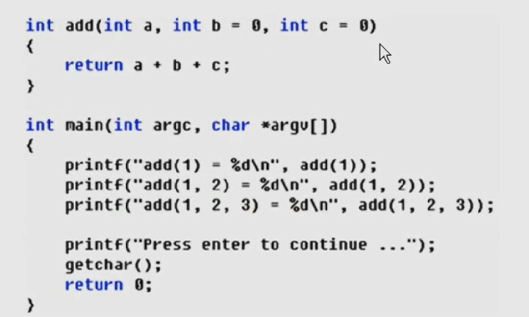 int add(int a, int b = 0, int c = 0)
{
    return a + b + c;
}

int main(int argc, char *argv[])
{
    printf("add(1) = %d\n", add(1));
    printf("add(1, 2) = %d\n", add(1, 2));
    printf("add(1, 2, 3) = %d\n", add(1, 2, 3));

    printf("Press enter to continue ...");
    getchar();
    return 0;
}